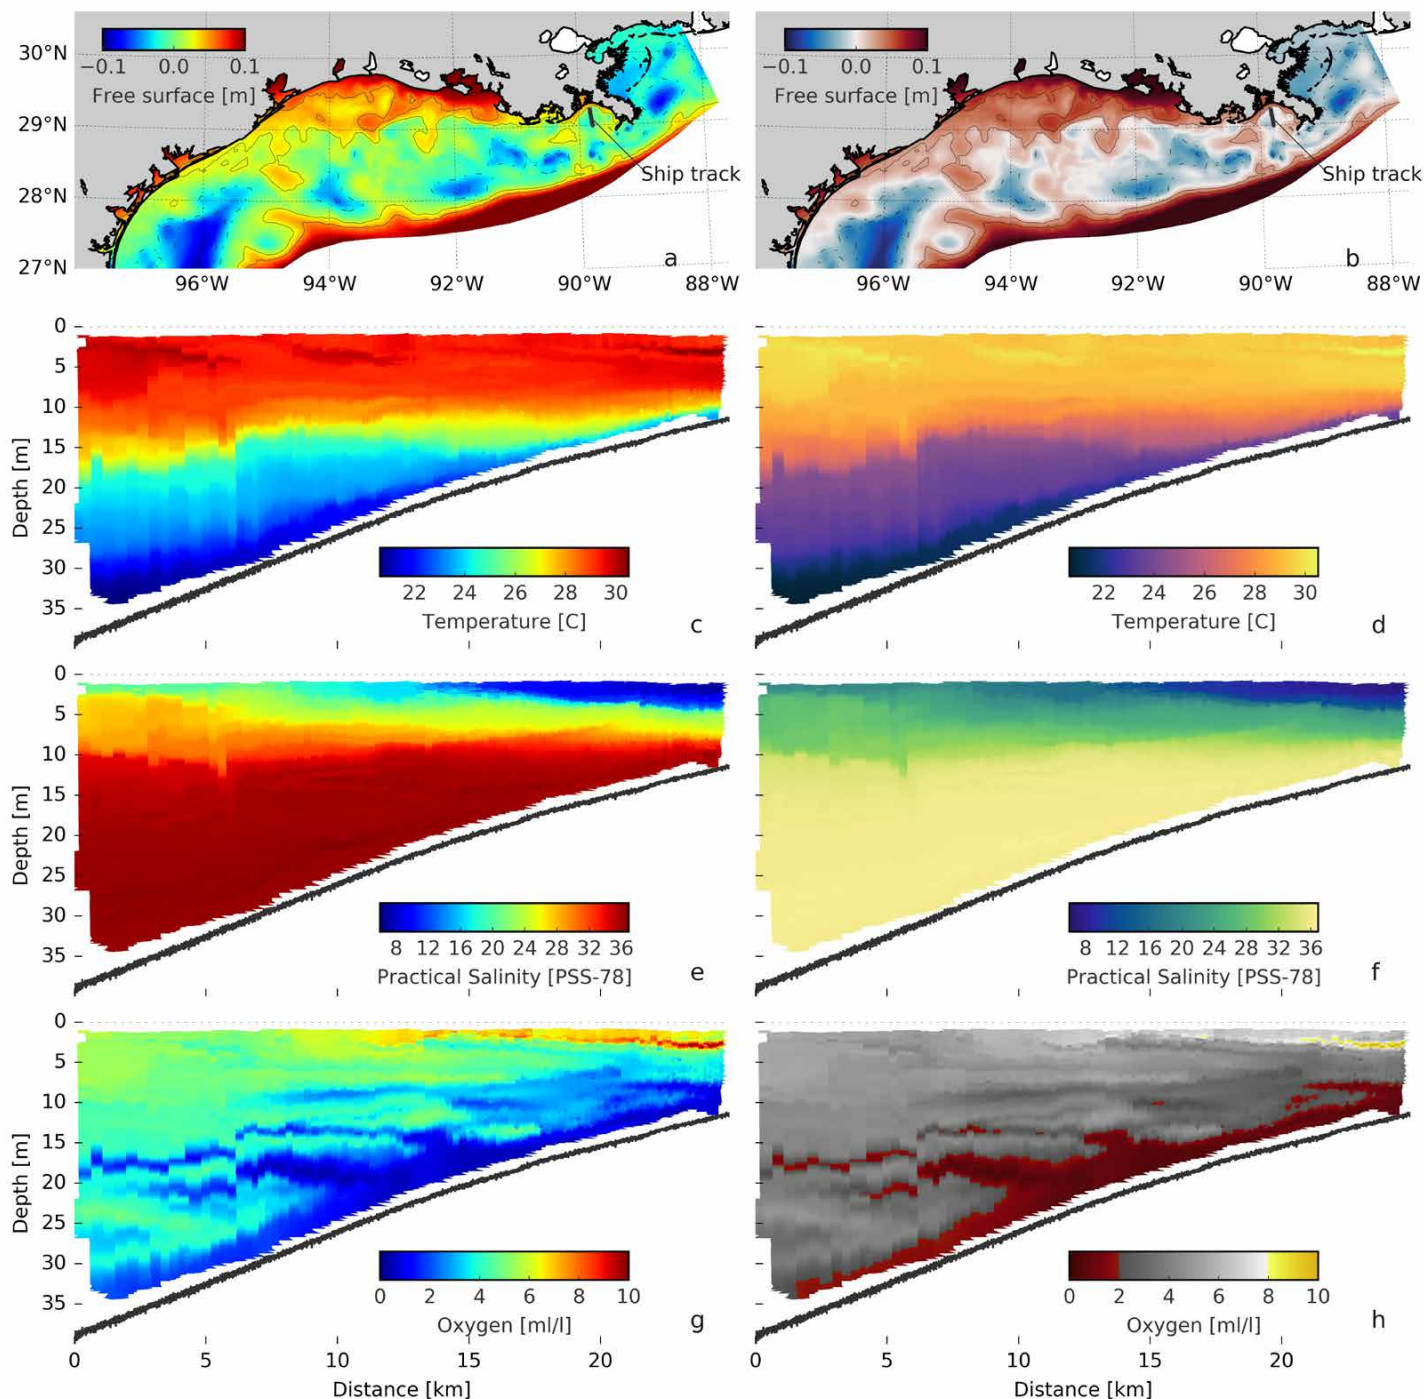 30°N
29°N
28°N
27°N
−0.1 0.0 0.1
Free surface [m]
Ship track
a
96°W 94°W 92°W 90°W 88°W
−0.1 0.0 0.1
Free surface [m]
Ship track
b
96°W 94°W 92°W 90°W 88°W
Depth [m]
0
5
10
15
20
25
30
35
22 24 26 28 30
Temperature [C]
c
22 24 26 28 30
Temperature [C]
d
Depth [m]
0
5
10
15
20
25
30
35
8 12 16 20 24 28 32 36
Practical Salinity [PSS-78]
e
8 12 16 20 24 28 32 36
Practical Salinity [PSS-78]
f
Depth [m]
0
5
10
15
20
25
30
35
0 2 4 6 8 10
Oxygen [ml/l]
g
0 2 4 6 8 10
Oxygen [ml/l]
h
0 5 10 15 20
Distance [km]
0 5 10 15 20
Distance [km]